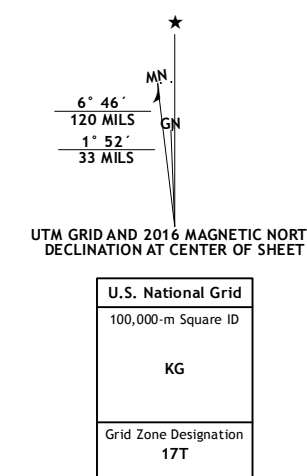 ★
MN
6° 46´
120 MILS
GN
1° 52´
33 MILS
UTM GRID AND 2016 MAGNETIC NORT
DECLINATION AT CENTER OF SHEET
U.S. National Grid
100,000-m Square ID
KG
Grid Zone Designation
17T